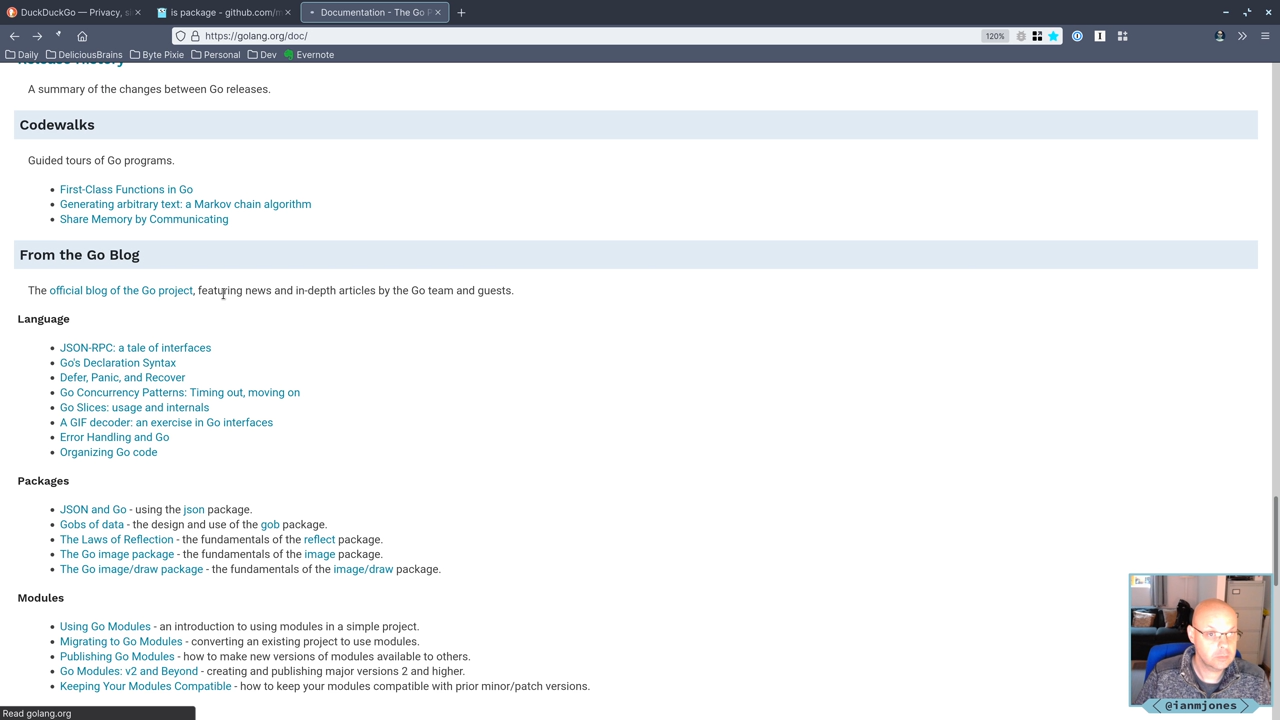 DuckDuckGo — Privacy, s
is package - github.com/m
Documentation - The Go P
https://golang.org/doc/
120%
Daily
DeliciousBrains
Byte Pixie
Personal
Dev
Evernote
Release History
A summary of the changes between Go releases.
Codewalks
Guided tours of Go programs.
First-Class Functions in Go
Generating arbitrary text: a Markov chain algorithm
Share Memory by Communicating
From the Go Blog
The official blog of the Go project, featuring news and in-depth articles by the Go team and guests.
Language
JSON-RPC: a tale of interfaces
Go's Declaration Syntax
Defer, Panic, and Recover
Go Concurrency Patterns: Timing out, moving on
Go Slices: usage and internals
A GIF decoder: an exercise in Go interfaces
Error Handling and Go
Organizing Go code
Packages
JSON and Go - using the json package.
Gobs of data - the design and use of the gob package.
The Laws of Reflection - the fundamentals of the reflect package.
The Go image package - the fundamentals of the image package.
The Go image/draw package - the fundamentals of the image/draw package.
Modules
Using Go Modules - an introduction to using modules in a simple project.
Migrating to Go Modules - converting an existing project to use modules.
Publishing Go Modules - how to make new versions of modules available to others.
Go Modules: v2 and Beyond - creating and publishing major versions 2 and higher.
Keeping Your Modules Compatible - how to keep your modules compatible with prior minor/patch versions.
Read golang.org
@ianmjones